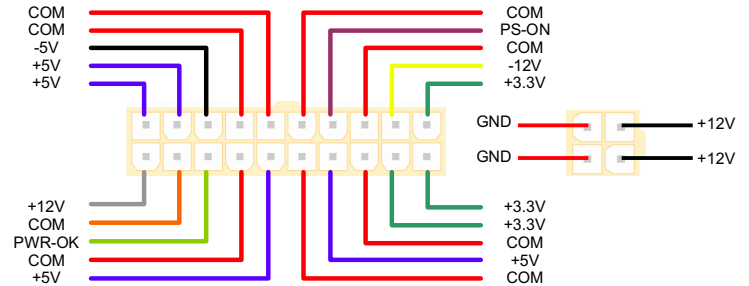 COM
COM
-5V
+5V
+5V
COM
PS-ON
COM
-12V
+3.3V
GND
+12V
GND
+12V
+12V
COM
PWR-OK
COM
+5V
+3.3V
+3.3V
COM
+5V
COM